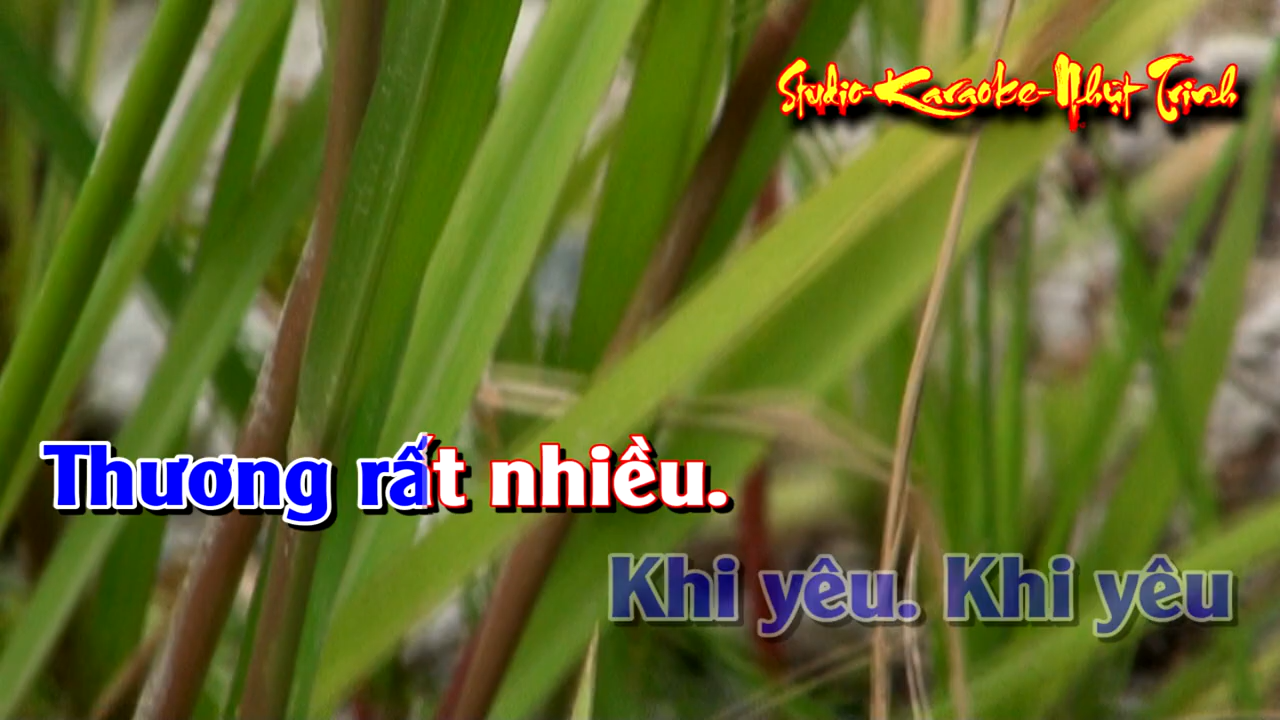 Studio-Karaoke-Nhựt Trinh
Thương rất nhiều.
Khi yêu. Khi yêu